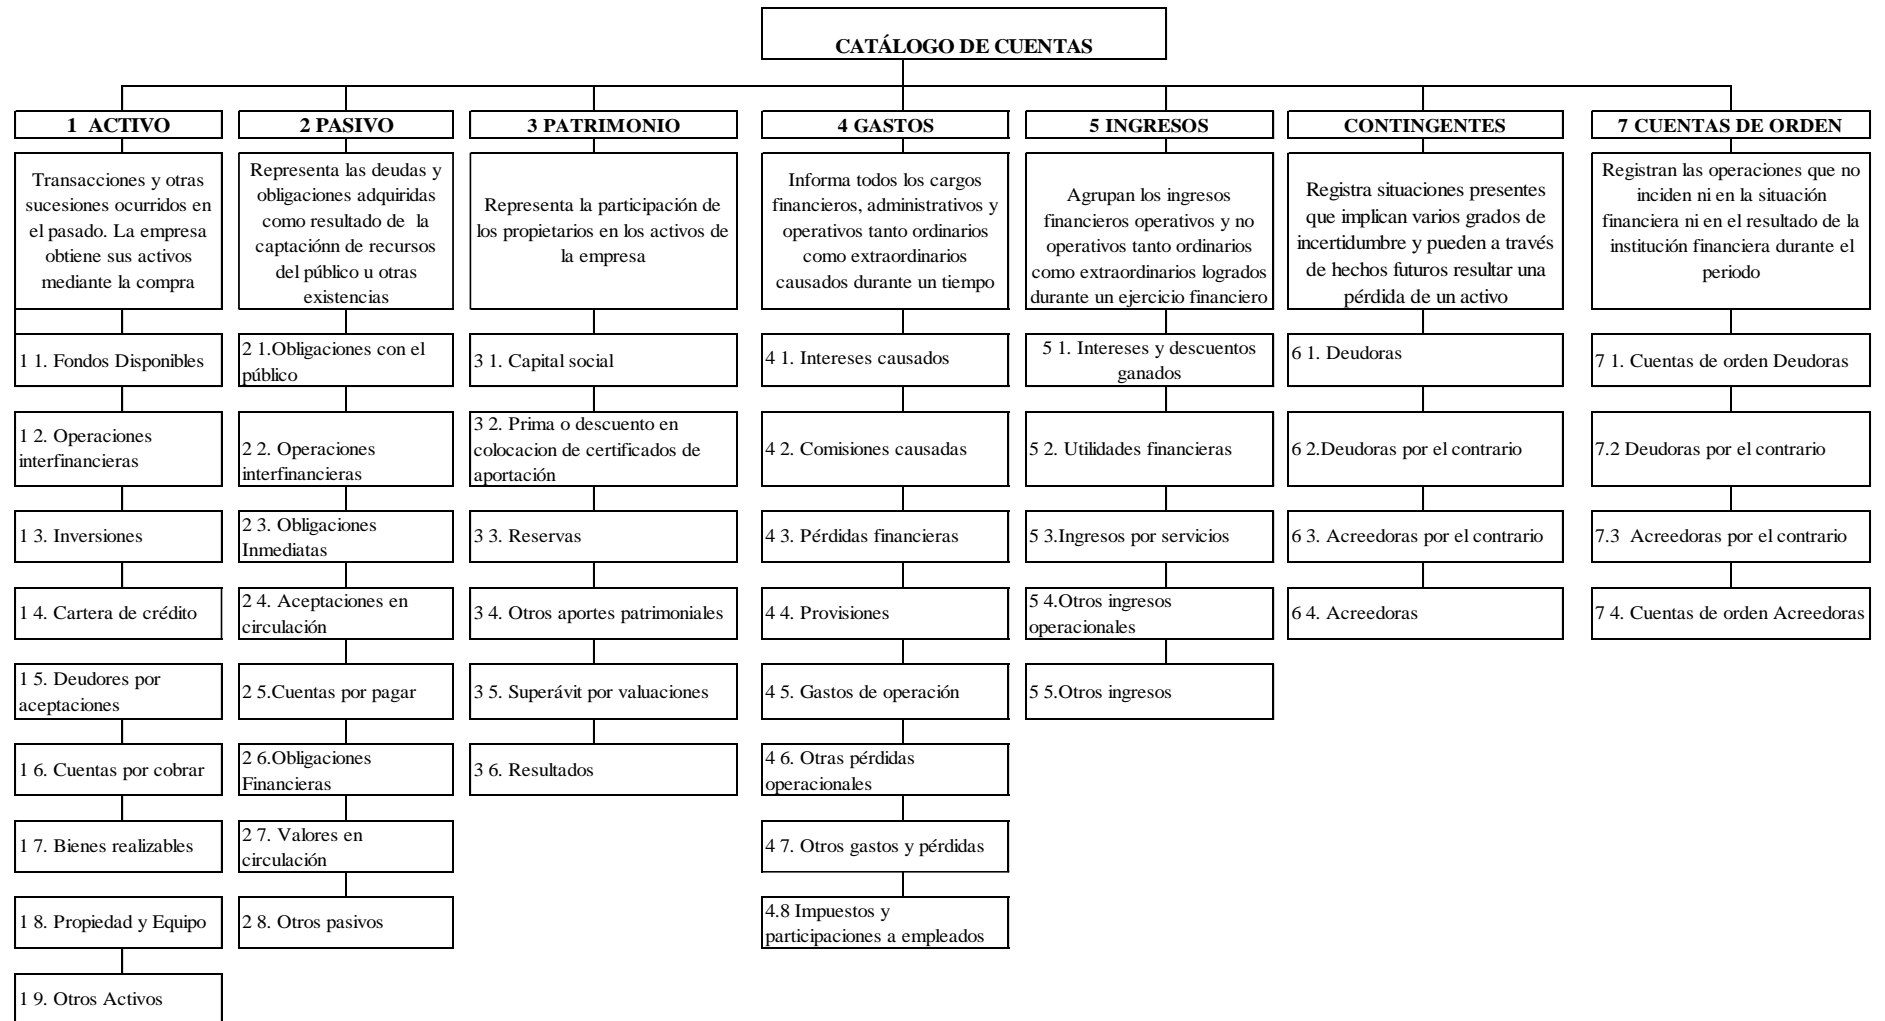 CATÁLOGO DE CUENTAS
1 ACTIVO
Transacciones y otras
sucesiones ocurridos en
el pasado. La empresa
obtiene sus activos
mediante la compra
1 1. Fondos Disponibles
1 2. Operaciones
interfinancieras
1 3. Inversiones
1 4. Cartera de crédito
1 5. Deudores por
aceptaciones
1 6. Cuentas por cobrar
1 7. Bienes realizables
1 8. Propiedad y Equipo
1 9. Otros Activos
2 PASIVO
Representa las deudas y
obligaciones adquiridas
como resultado de la
captaciónn de recursos
del público u otras
existencias
2 1.Obligaciones con el
público
2 2. Operaciones
interfinancieras
2 3. Obligaciones
Inmediatas
2 4. Aceptaciones en
circulación
2 5.Cuentas por pagar
2 6.Obligaciones
Financieras
2 7. Valores en
circulación
2 8. Otros pasivos
3 PATRIMONIO
Representa la participación de
los propietarios en los activos de
la empresa
3 1. Capital social
3 2. Prima o descuento en
colocacion de certificados de
aportación
3 3. Reservas
3 4. Otros aportes patrimoniales
3 5. Superávit por valuaciones
3 6. Resultados
4 GASTOS
Informa todos los cargos
financieros, administrativos y
operativos tanto ordinarios
como extraordinarios
causados durante un tiempo
4 1. Intereses causados
4 2. Comisiones causadas
4 3. Pérdidas financieras
4 4. Provisiones
4 5. Gastos de operación
4 6. Otras pérdidas
operacionales
4 7. Otros gastos y pérdidas
4.8 Impuestos y
participaciones a empleados
5 INGRESOS
Agrupan los ingresos
financieros operativos y no
operativos tanto ordinarios
como extraordinarios logrados
durante un ejercicio financiero
5 1. Intereses y descuentos
ganados
5 2. Utilidades financieras
5 3.Ingresos por servicios
5 4.Otros ingresos
operacionales
5 5.Otros ingresos
CONTINGENTES
Registra situaciones presentes
que implican varios grados de
incertidumbre y pueden a través
de hechos futuros resultar una
pérdida de un activo
6 1. Deudoras
6 2.Deudoras por el contrario
6 3. Acreedoras por el contrario
6 4. Acreedoras
7 CUENTAS DE ORDEN
Registran las operaciones que no
inciden ni en la situación
financiera ni en el resultado de la
institución financiera durante el
periodo
7 1. Cuentas de orden Deudoras
7.2 Deudoras por el contrario
7.3 Acreedoras por el contrario
7 4. Cuentas de orden Acreedoras